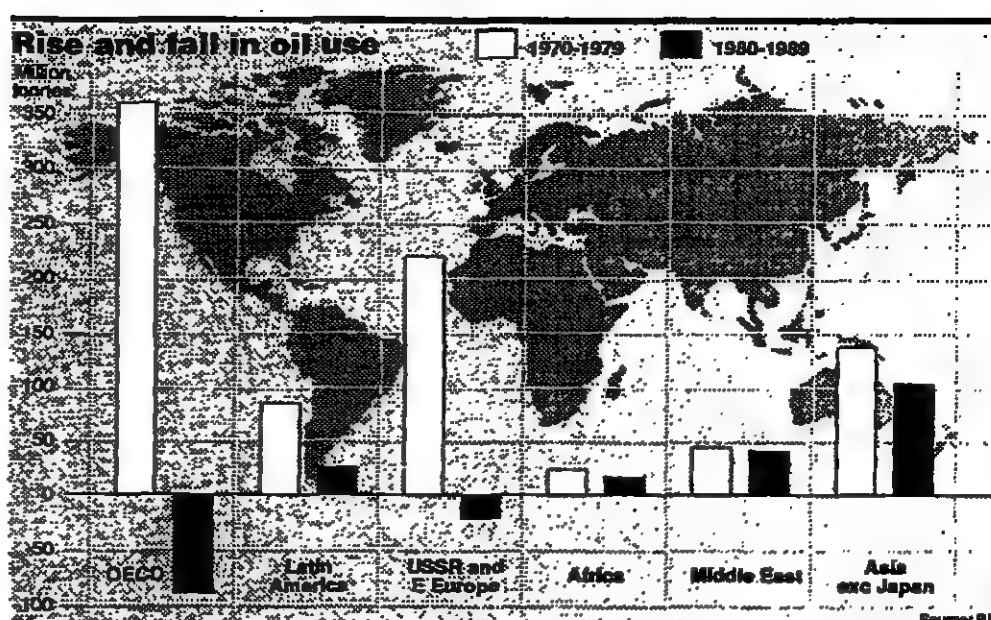 Rise and fall in oil use
1970-1979
1980-1989
Million
tonnes
350
300
250
200
150
100
50
0
50
100
OECD
Latin
America
USSR and
E Europe
Africa
Middle East
Asia
exc Japan